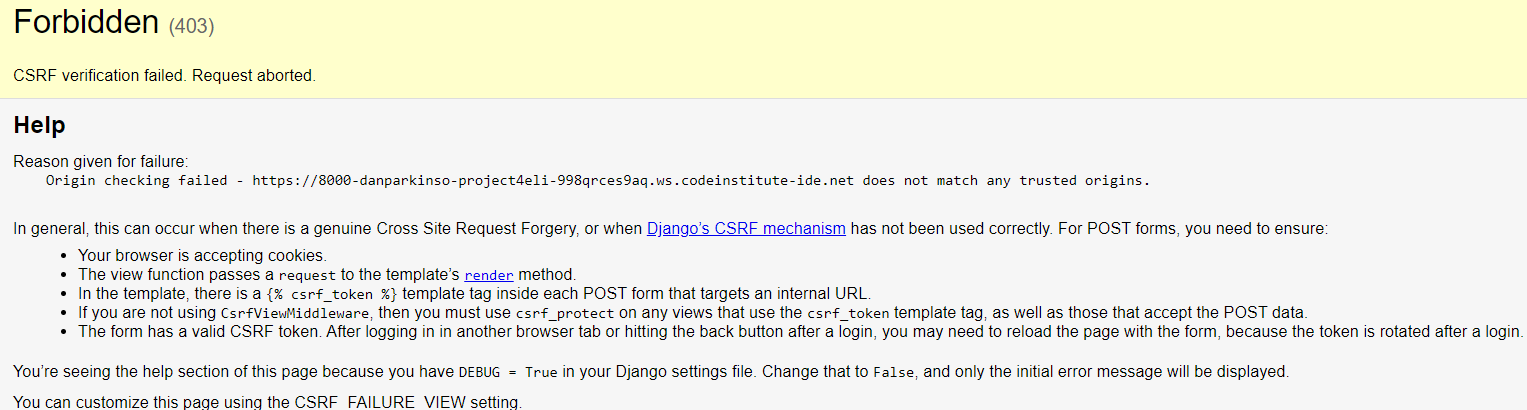 Forbidden (403)
CSRF verification failed. Request aborted.
Help
Reason given for failure:
Origin checking failed - https://8000-danparkinso-project4eli-998qrces9aq.ws.codeinstitute-ide.net does not match any trusted origins.
In general, this can occur when there is a genuine Cross Site Request Forgery, or when Django's CSRF mechanism has not been used correctly. For POST forms, you need to ensure:
• Your browser is accepting cookies.
• The view function passes a request to the template's render method.
• In the template, there is a {% csrf_token %} template tag inside each POST form that targets an internal URL.
• If you are not using CsrfViewMiddleware, then you must use csrf_protect on any views that use the csrf_token template tag, as well as those that accept the POST data.
• The form has a valid CSRF token. After logging in in another browser tab or hitting the back button after a login, you may need to reload the page with the form, because the token is rotated after a login.
You're seeing the help section of this page because you have DEBUG = True in your Django settings file. Change that to False, and only the initial error message will be displayed.
You can customize this page using the CSRF_FAILURE_VIEW setting.